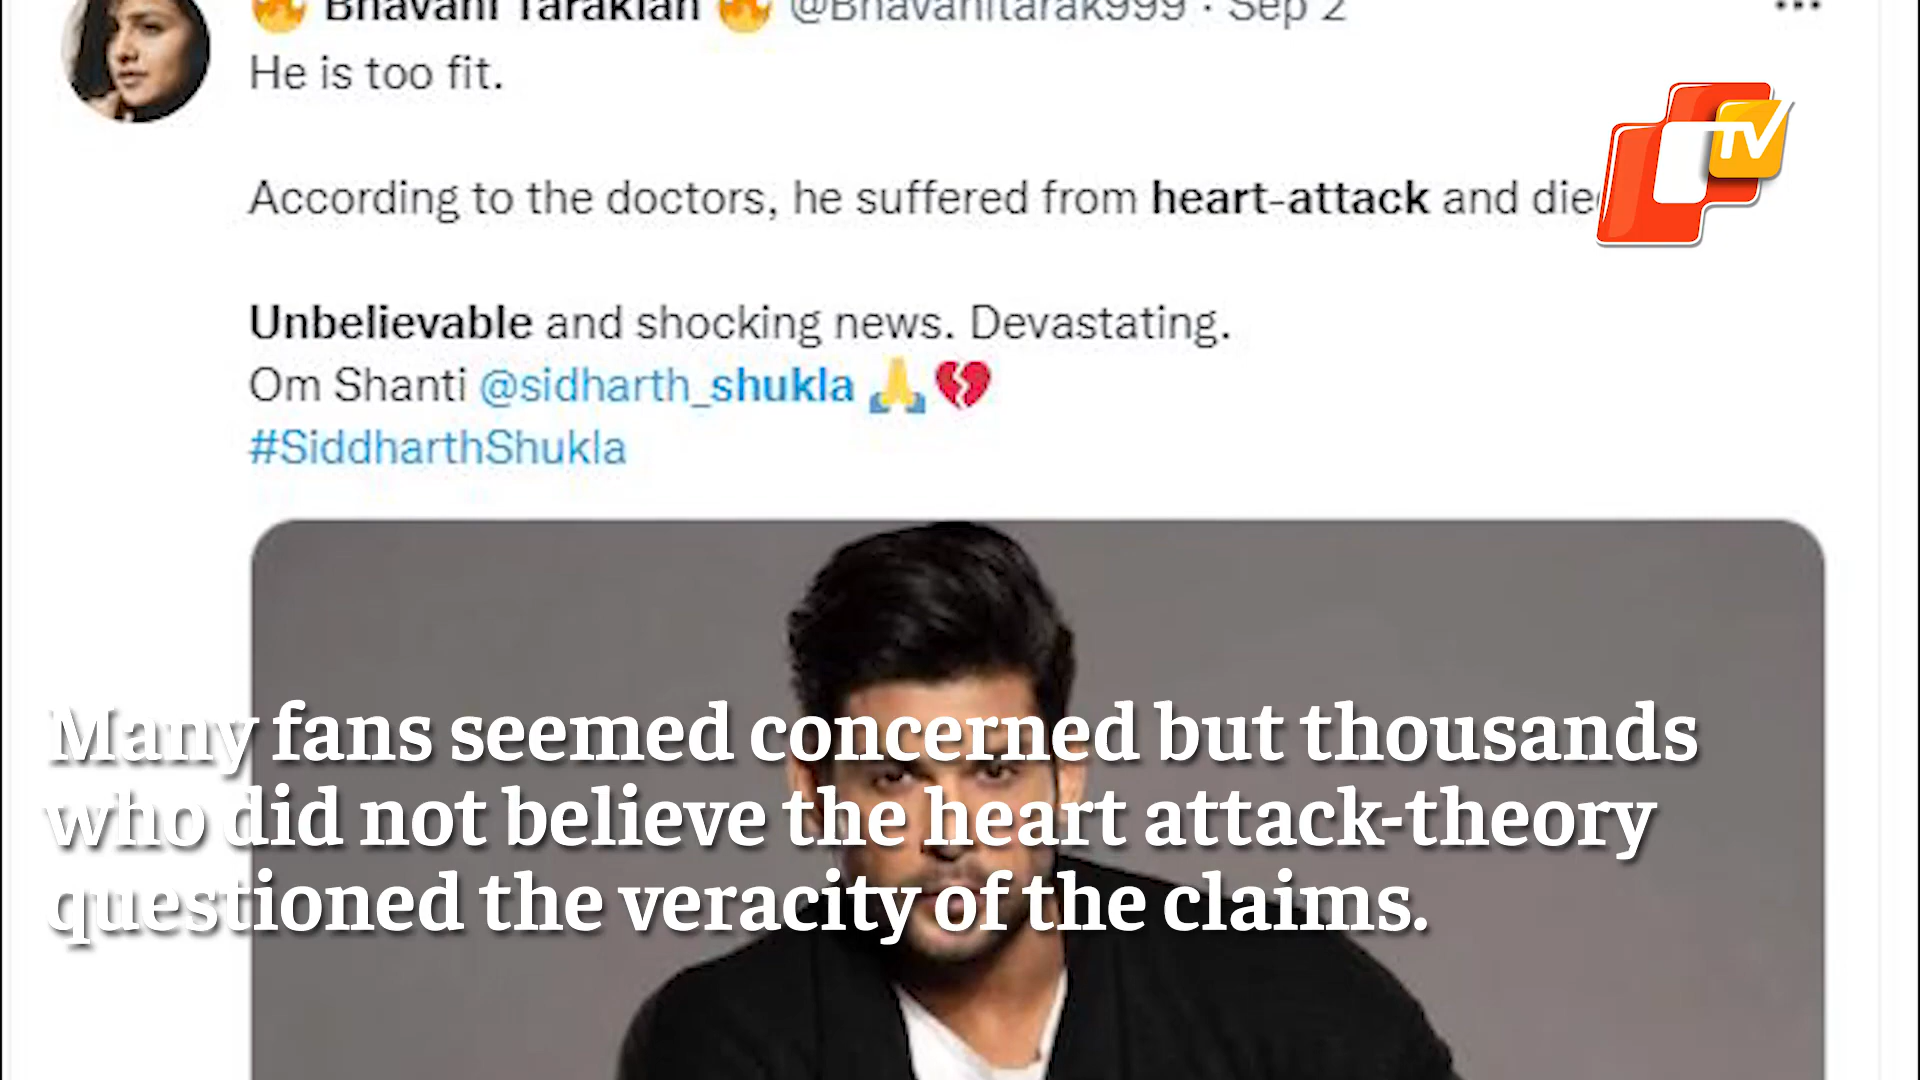 Bhavani Tarakian @Bhavanitarak999 · Sep 2
He is too fit.
TV
According to the doctors, he suffered from heart-attack and died
Unbelievable and shocking news. Devastating.
Om Shanti @sidharth_shukla 🙏💔
#SiddharthShukla
Many fans seemed concerned but thousands
who did not believe the heart attack-theory
questioned the veracity of the claims.